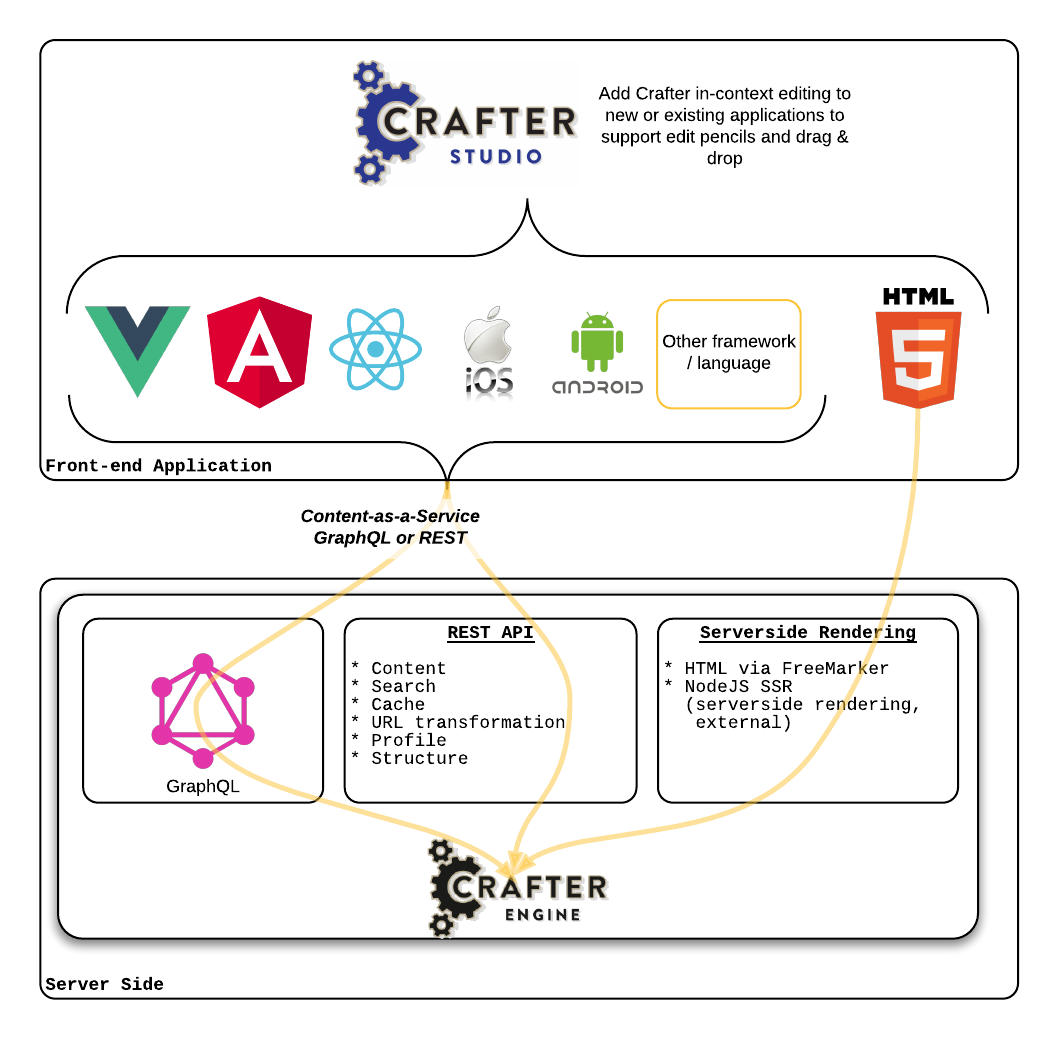 CRAFTER
STUDIO
Add Crafter in-context editing to
new or existing applications to
support edit pencils and drag &
drop
HTML
5
A
iOS
ANDROID
Other framework
/ language
Front-end Application
Content-as-a-Service
GraphQL or REST
GraphQL
REST API
* Content
* Search
* Cache
* URL transformation
* Profile
* Structure
Serverside Rendering
* HTML via FreeMarker
* NodeJS SSR
(serverside rendering,
external)
CRAFTER
ENGINE
Server Side